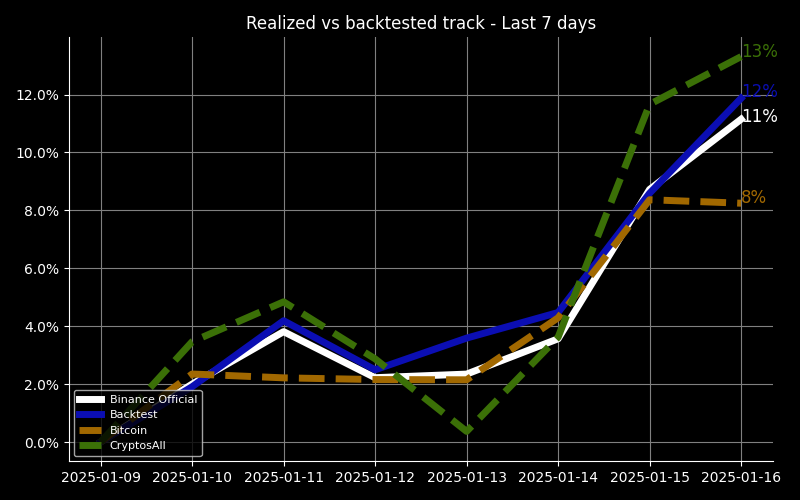 Realized vs backtested track - Last 7 days
13%
12%
11%
8%
12.0%
10.0%
8.0%
6.0%
4.0%
2.0%
0.0%
Binance Official
Backtest
Bitcoin
CryptosAll
2025-01-09 2025-01-10 2025-01-11 2025-01-12 2025-01-13 2025-01-14 2025-01-15 2025-01-16